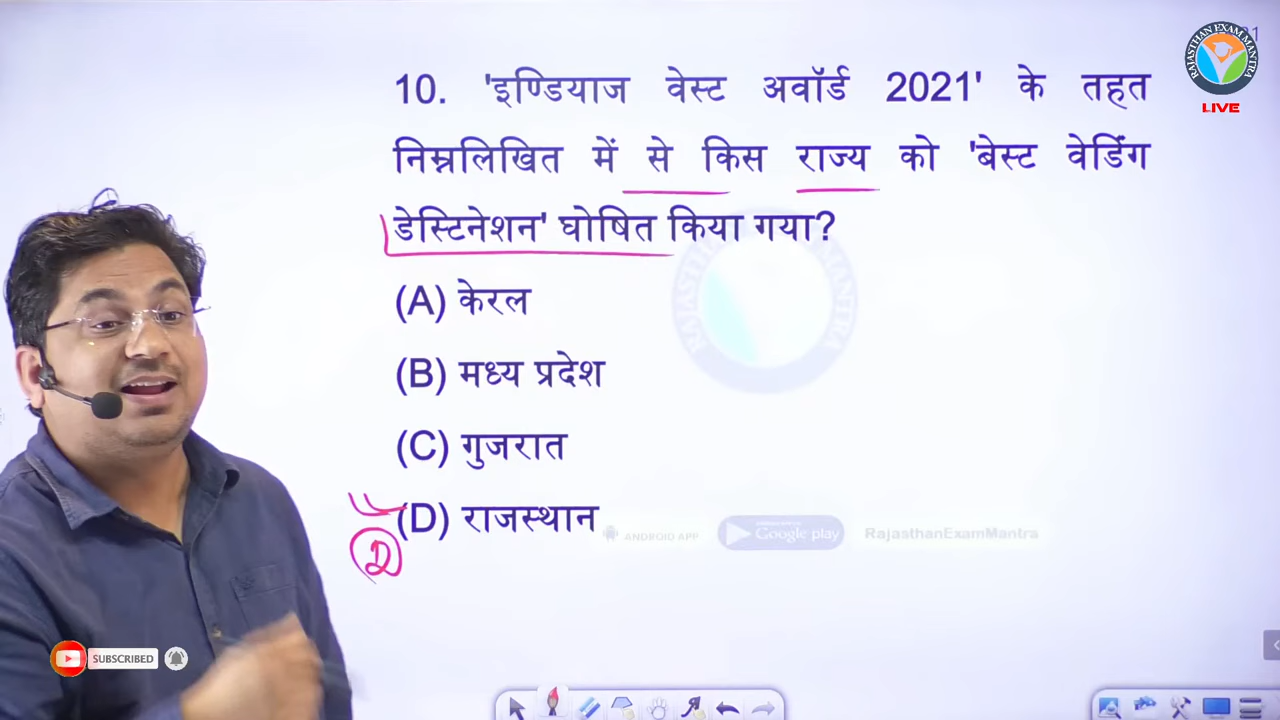 RAJASTHAN EXAM MANTRA
LIVE
10. 'इण्डियाज वेस्ट अवॉर्ड 2021' के तहत
निम्नलिखित में से किस राज्य को 'बेस्ट वेडिंग
डेस्टिनेशन' घोषित किया गया?
(A) केरल
(B) मध्य प्रदेश
(C) गुजरात
(D) राजस्थान
D
ANDROID APP
Google play
RajasthanExamMantra
SUBSCRIBED